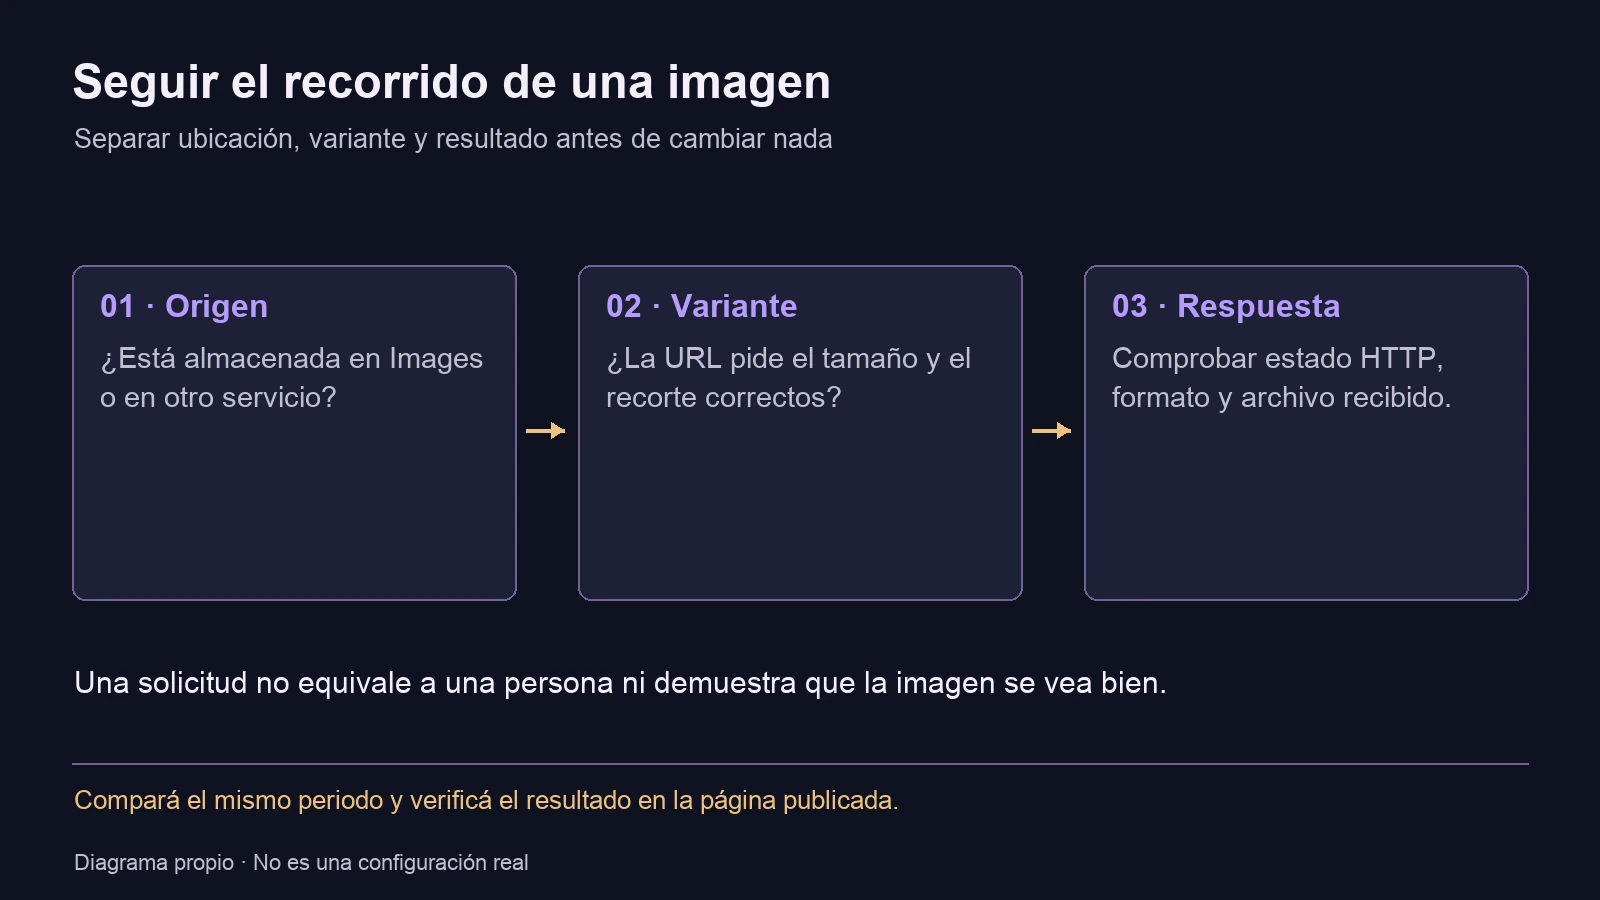 Seguir el recorrido de una imagen
Separar ubicación, variante y resultado antes de cambiar nada
01 · Origen
¿Está almacenada en Images
o en otro servicio?
02 · Variante
¿La URL pide el tamaño y el
recorte correctos?
03 · Respuesta
Comprobar estado HTTP,
formato y archivo recibido.
Una solicitud no equivale a una persona ni demuestra que la imagen se vea bien.
Compará el mismo periodo y verificá el resultado en la página publicada.
Diagrama propio · No es una configuración real